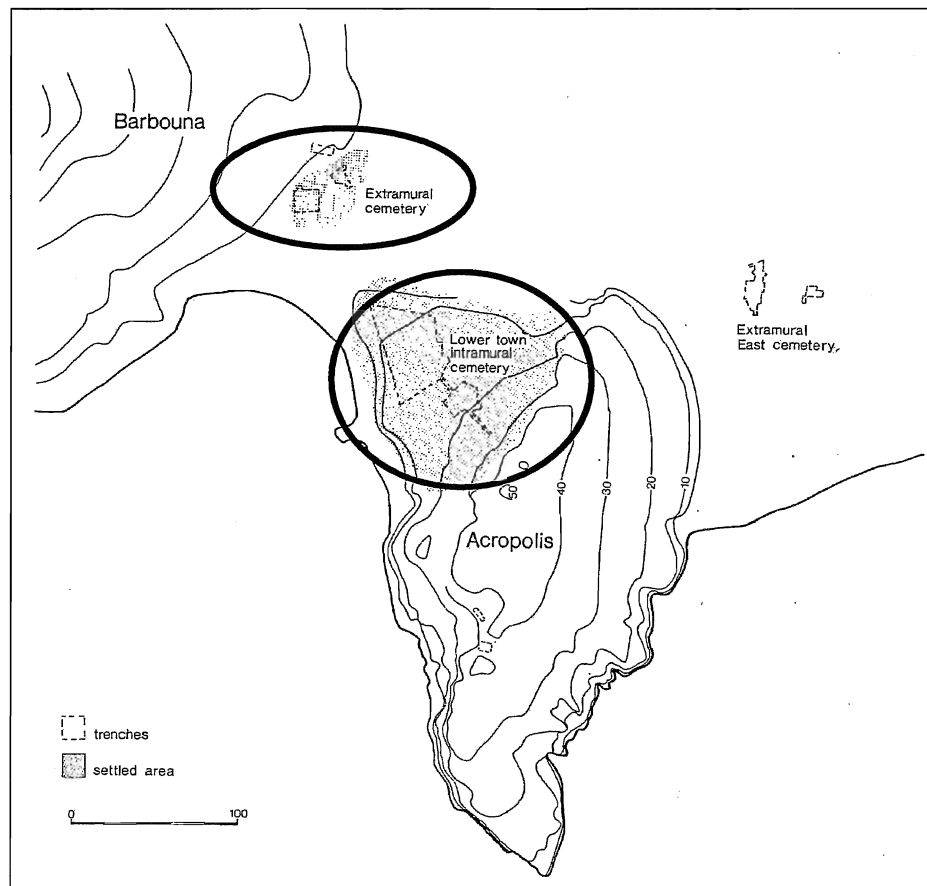 Barbouna
Extramural
cemetery
Lower town
Intramural
cemetery
Extramural
East cemetery
50
40
30
20
10
Acropolis
trenches
settled area
0
100